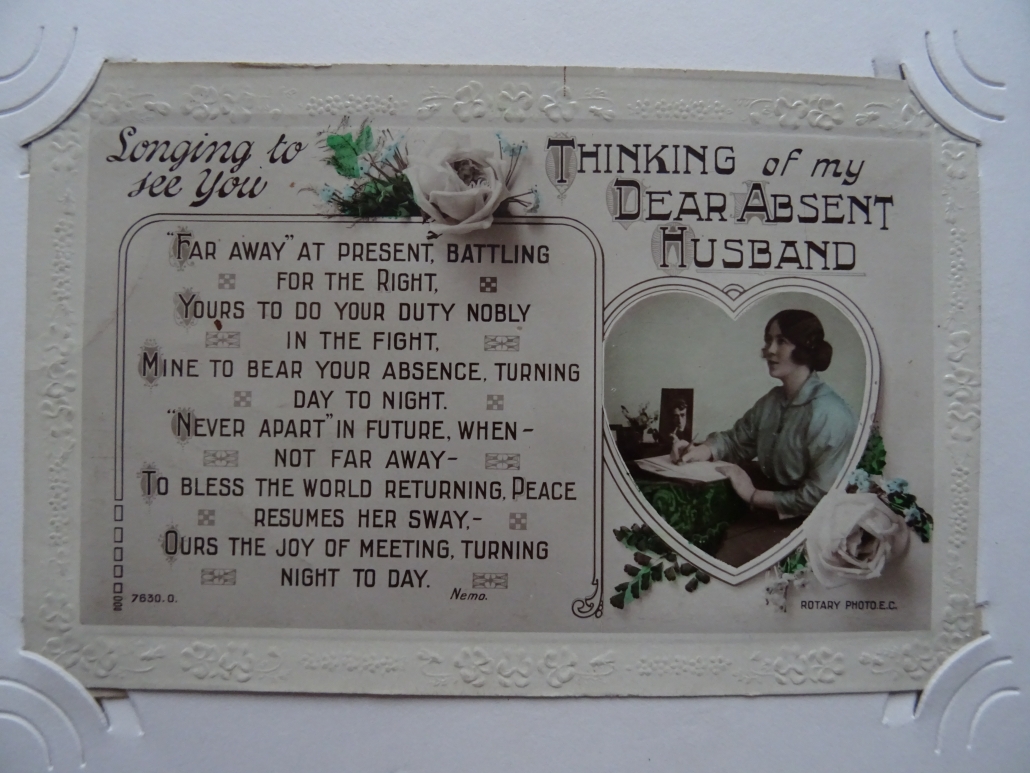 Longing to
see You
THINKING of my
DEAR ABSENT
HUSBAND
"FAR AWAY" AT PRESENT, BATTLING
FOR THE RIGHT,
YOURS TO DO YOUR DUTY NOBLY
IN THE FIGHT,
MINE TO BEAR YOUR ABSENCE, TURNING
DAY TO NIGHT.
"NEVER APART" IN FUTURE, WHEN-
NOT FAR AWAY-
TO BLESS THE WORLD RETURNING, PEACE
RESUMES HER SWAY,-
OURS THE JOY OF MEETING, TURNING
NIGHT TO DAY.
Nemo.
7630.D.
ROTARY PHOTO.E.C.